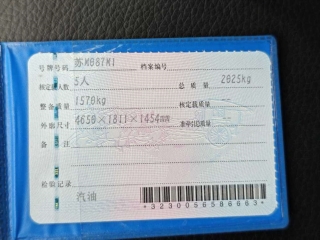 号牌号码 苏M887M1 档案编号
核定载人数 5人 总质量 2025kg
整备质量 1570kg 核定载质量
外廓尺寸 4650×1811×1454mm 准牵引总质量
备注
检验记录
汽油
*3230056586663*